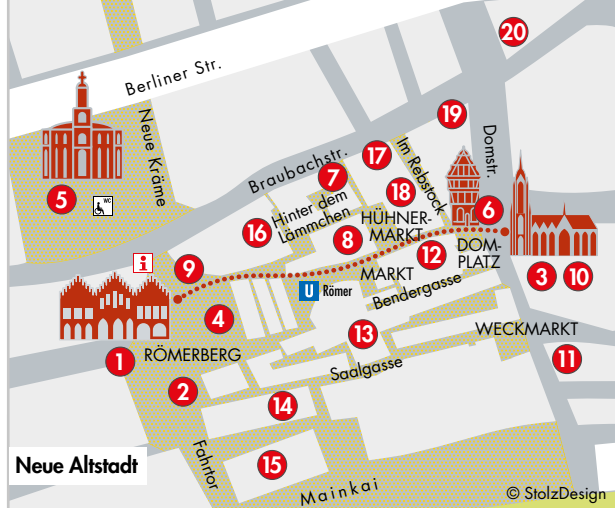 20
Berliner Str.
Neue Kräme
19
Domstr.
Braubachstr.
17
Im Rebstock
7
18
5
WC
Hinter dem
Lämmchen
16
HÜHNER-
MARKT
6
8
DOM-
PLATZ
i
9
MARKT
12
3
10
U Römer
Bendergasse
4
13
WECKMARKT
1
RÖMERBERG
11
Saalgasse
2
14
Fahrtor
15
Neue Altstadt
Mainkai
© StolzDesign